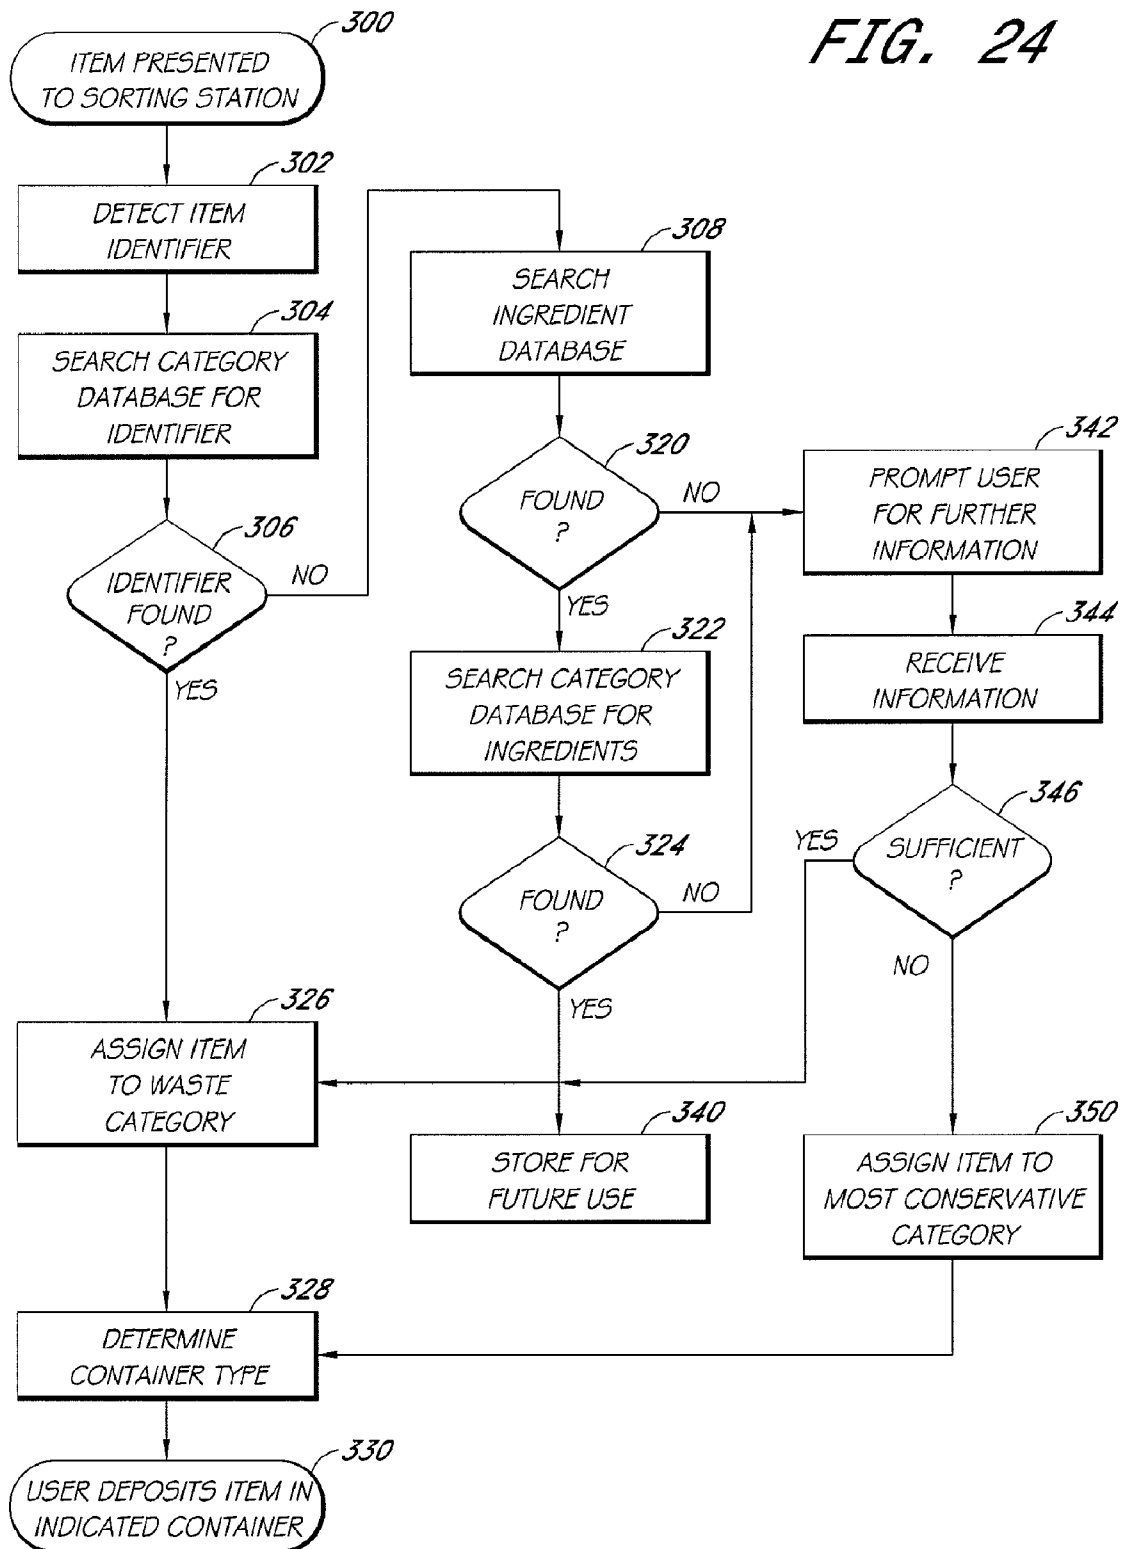 FIG. 24
300
ITEM PRESENTED
TO SORTING STATION
302
DETECT ITEM
IDENTIFIER
304
SEARCH CATEGORY
DATABASE FOR
IDENTIFIER
306
IDENTIFIER
FOUND
?
NO
YES
308
SEARCH
INGREDIENT
DATABASE
320
FOUND
?
NO
YES
322
SEARCH CATEGORY
DATABASE FOR
INGREDIENTS
324
FOUND
?
NO
YES
342
PROMPT USER
FOR FURTHER
INFORMATION
344
RECEIVE
INFORMATION
346
SUFFICIENT
?
YES
NO
326
ASSIGN ITEM
TO WASTE
CATEGORY
340
STORE FOR
FUTURE USE
350
ASSIGN ITEM TO
MOST CONSERVATIVE
CATEGORY
328
DETERMINE
CONTAINER TYPE
330
USER DEPOSITS ITEM IN
INDICATED CONTAINER